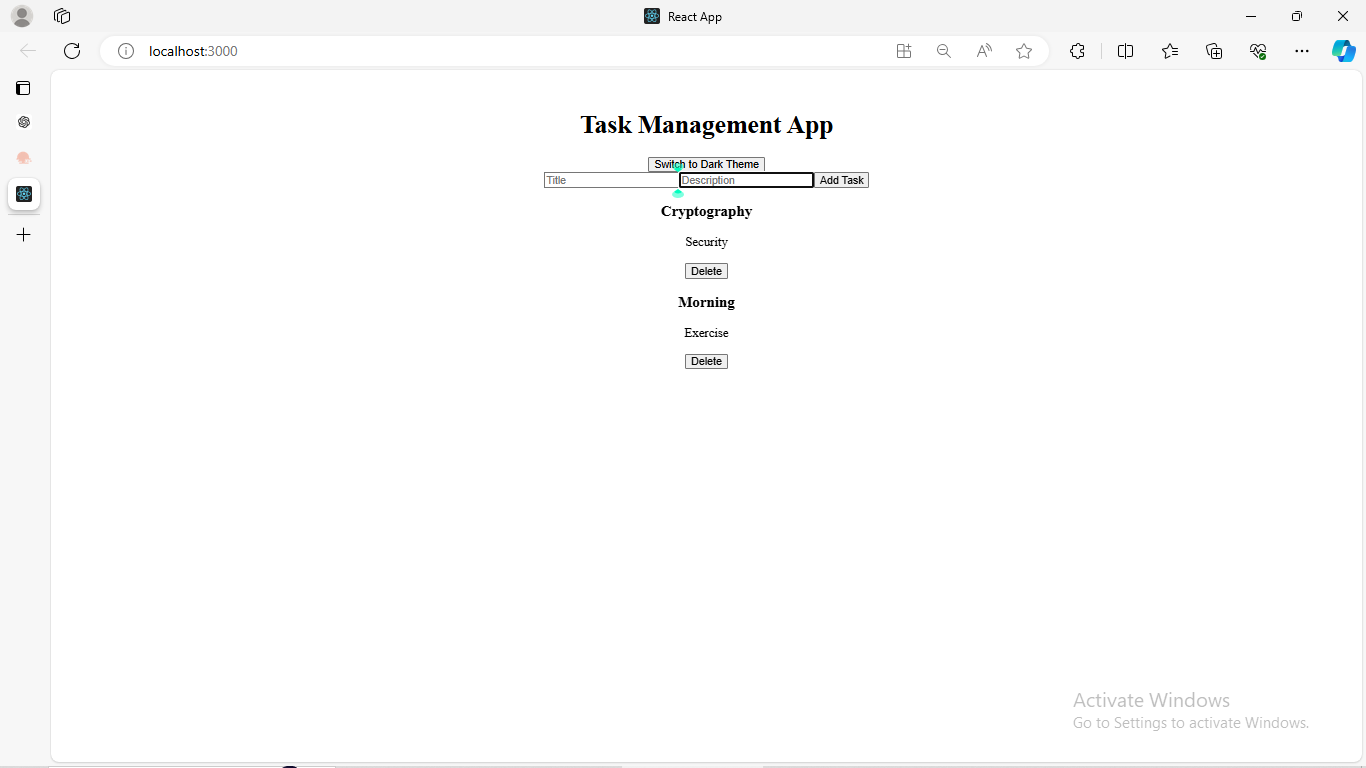 React App
localhost:3000
Task Management App
Switch to Dark Theme
Title Description Add Task
Cryptography
Security
Delete
Morning
Exercise
Delete
Activate Windows
Go to Settings to activate Windows.